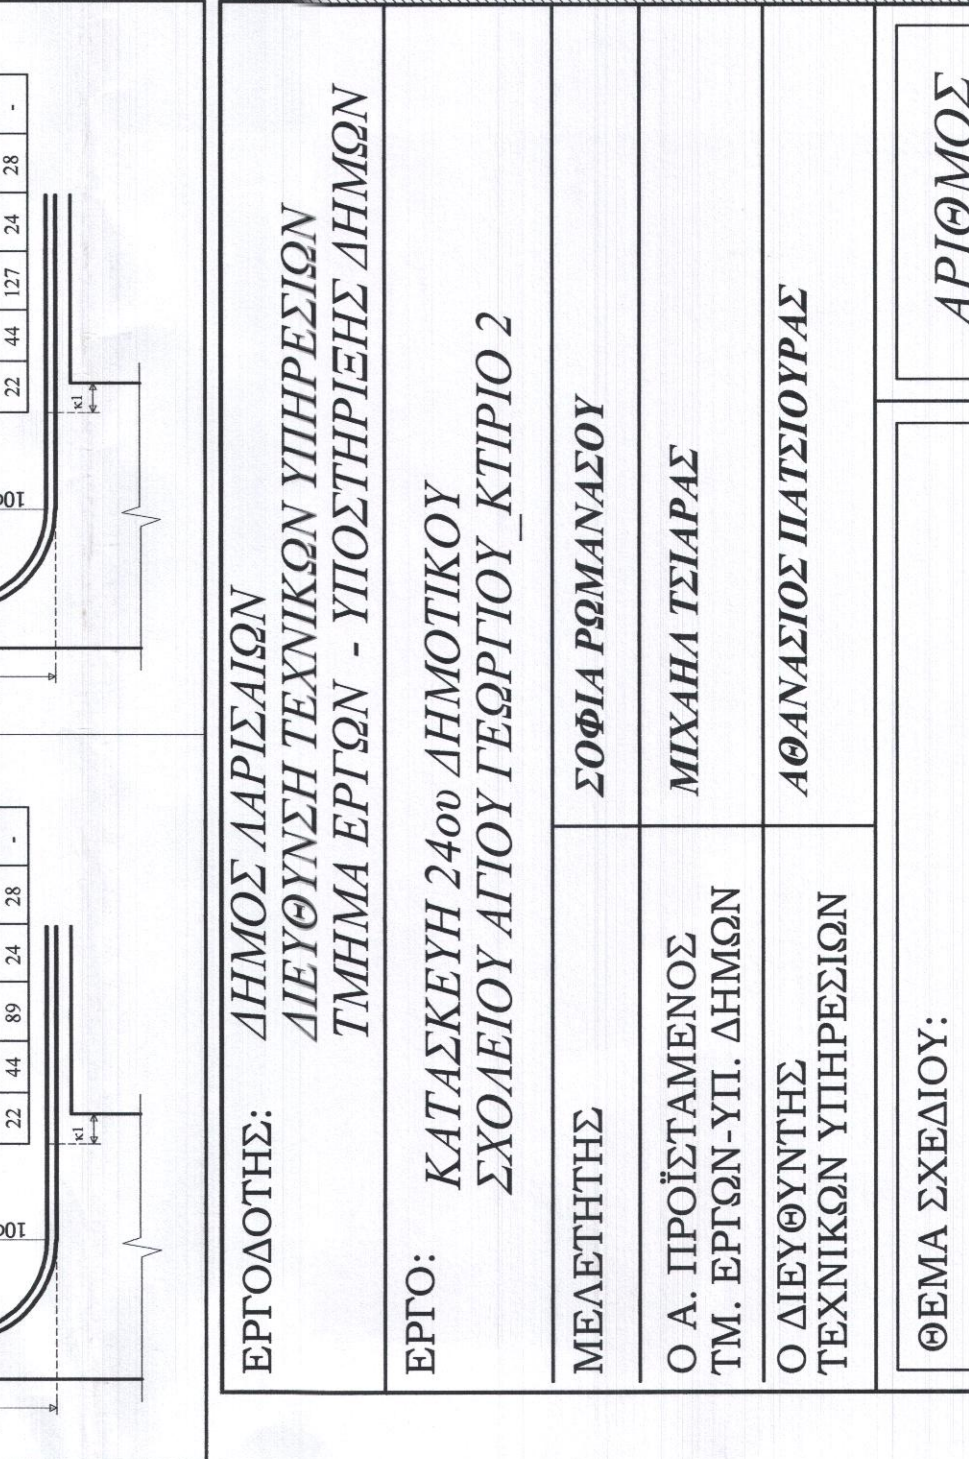 22 44 89 24 28 -
22 44 127 24 28 -
κ1
κ1
ΕΡΓΟΔΟΤΗΣ: ΔΗΜΟΣ ΛΑΡΙΣΑΙΩΝ
ΔΙΕΥΘΥΝΣΗ ΤΕΧΝΙΚΩΝ ΥΠΗΡΕΣΙΩΝ
ΤΜΗΜΑ ΕΡΓΩΝ - ΥΠΟΣΤΗΡΙΞΗΣ ΔΗΜΩΝ
ΕΡΓΟ: ΚΑΤΑΣΚΕΥΗ 24ου ΔΗΜΟΤΙΚΟΥ
ΣΧΟΛΕΙΟΥ ΑΓΙΟΥ ΓΕΩΡΓΙΟΥ_ΚΤΙΡΙΟ 2
ΜΕΛΕΤΗΤΗΣ ΣΟΦΙΑ ΡΩΜΑΝΑΣΟΥ
Ο Α. ΠΡΟΪΣΤΑΜΕΝΟΣ ΜΙΧΑΗΛ ΤΣΙΑΡΑΣ
ΤΜ. ΕΡΓΩΝ-ΥΠ. ΔΗΜΩΝ
Ο ΔΙΕΥΘΥΝΤΗΣ ΑΘΑΝΑΣΙΟΣ ΠΑΤΣΙΟΥΡΑΣ
ΤΕΧΝΙΚΩΝ ΥΠΗΡΕΣΙΩΝ
ΘΕΜΑ ΣΧΕΔΙΟΥ: ΑΡΙΘΜΟΣ